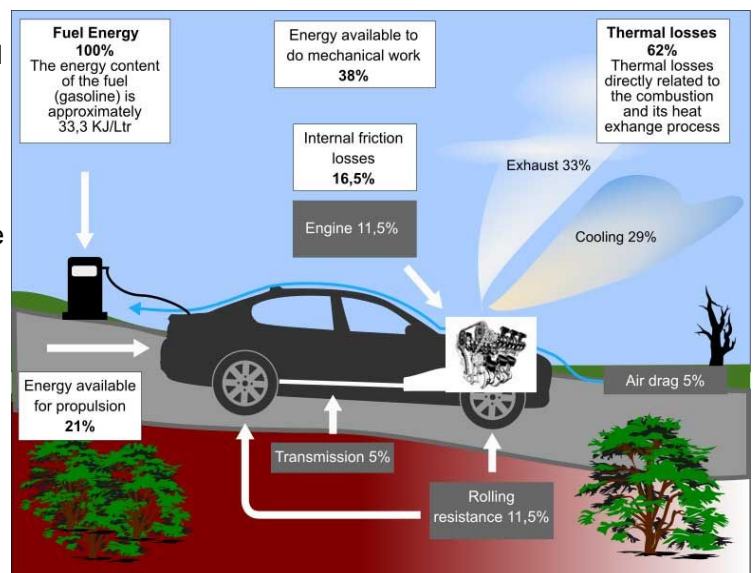 Fuel Energy
100%
The energy content
of the fuel
(gasoline) is
approximately
33,3 KJ/Ltr
Energy available to
do mechanical work
38%
Thermal losses
62%
Thermal losses
directly related to
the combustion
and its heat
exhange process
Internal friction
losses
16,5%
Engine 11,5%
Exhaust 33%
Cooling 29%
Air drag 5%
Energy available
for propulsion
21%
Transmission 5%
Rolling
resistance 11,5%